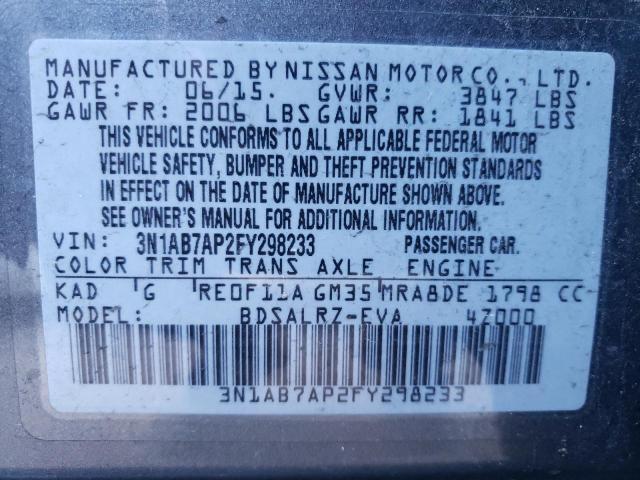 MANUFACTURED BY NISSAN MOTOR CO., LTD.
DATE: 06/15. GVWR: 3847 LBS
GAWR FR: 2006 LBS GAWR RR: 1841 LBS
THIS VEHICLE CONFORMS TO ALL APPLICABLE FEDERAL MOTOR
VEHICLE SAFETY, BUMPER AND THEFT PREVENTION STANDARDS
IN EFFECT ON THE DATE OF MANUFACTURE SHOWN ABOVE.
SEE OWNER'S MANUAL FOR ADDITIONAL INFORMATION.
VIN: 3N1AB7AP2FY298233 PASSENGER CAR.
COLOR TRIM TRANS AXLE ENGINE
KAD G RE0F11A GM35 MRA8DE 1798 CC
MODEL: BDSALRZ-EVA 4Z000
3N1AB7AP2FY298233